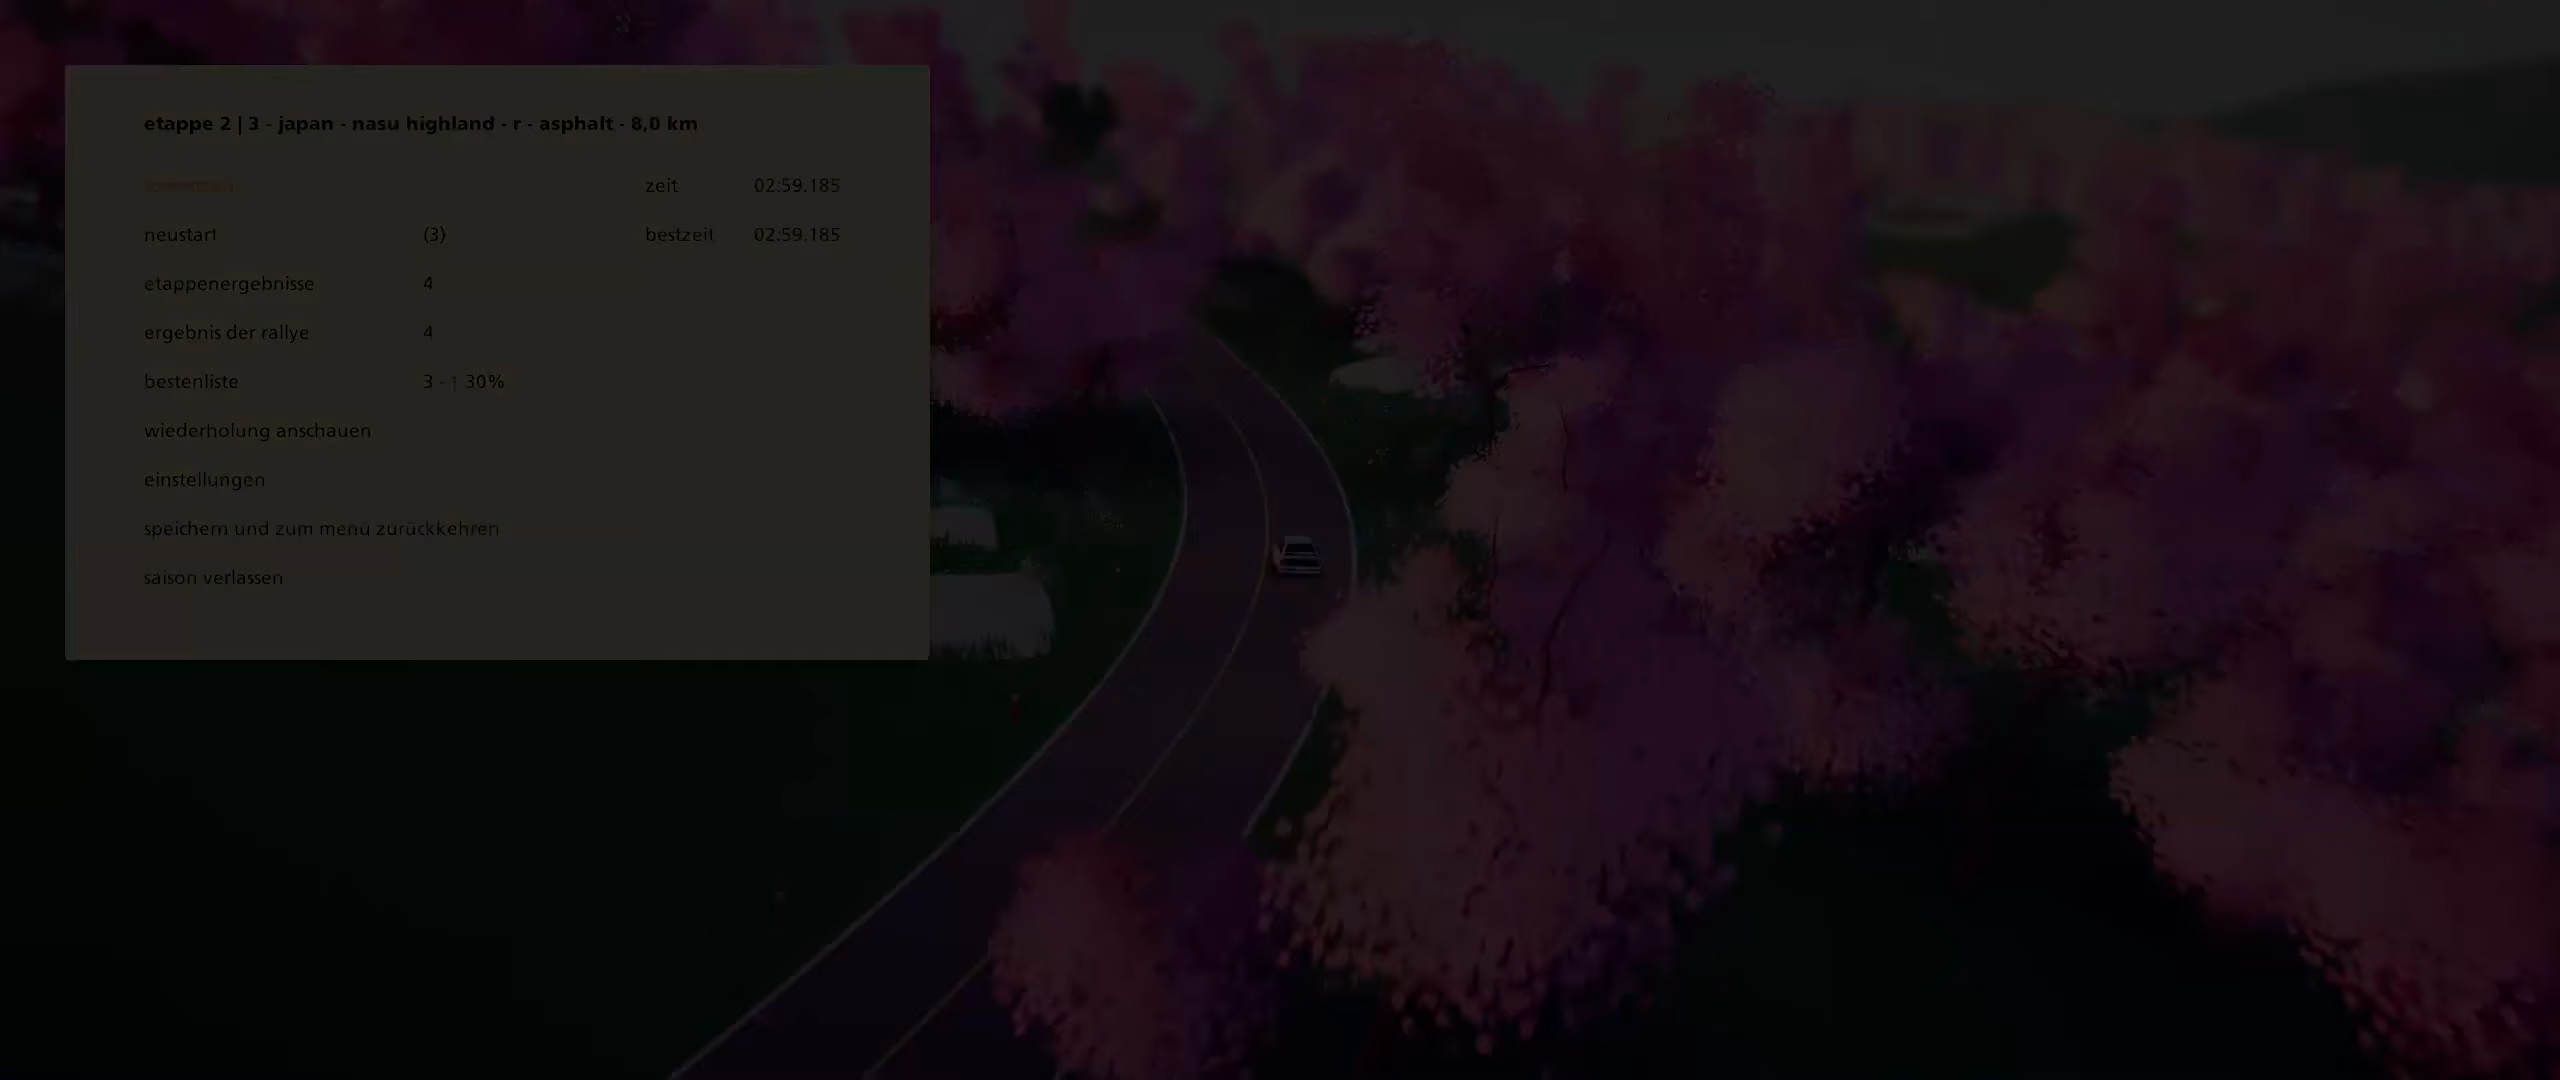 etappe 2 | 3 - japan - nasu highland - r - asphalt - 8,0 km
zeit 02:59.185
neustart (3) bestzeit 02:59.185
etappenergebnisse 4
ergebnis der rallye 4
bestenliste 3 - ↑ 30%
wiederholung anschauen
einstellungen
speichern und zum menü zurückkehren
saison verlassen